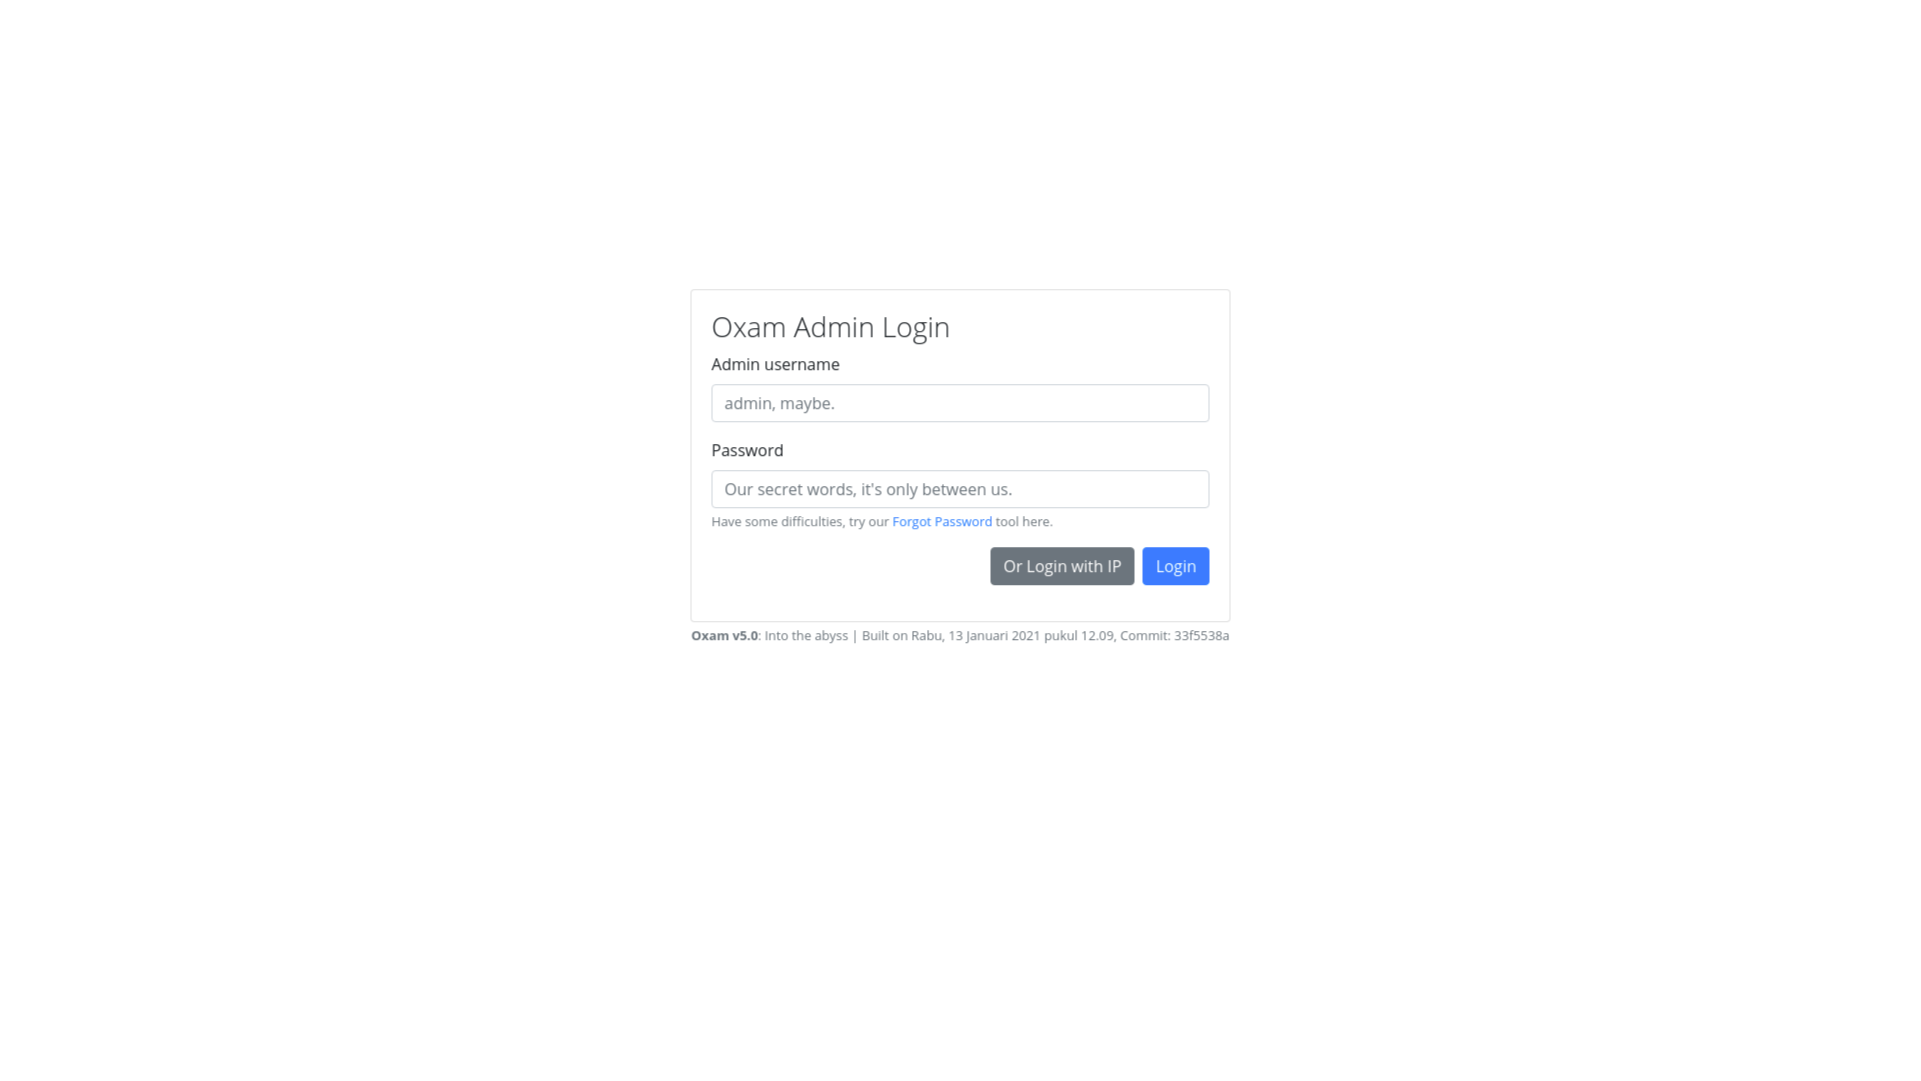 Oxam Admin Login
Admin username
admin, maybe.
Password
Our secret words, it's only between us.
Have some difficulties, try our Forgot Password tool here.
Or Login with IP Login
Oxam v5.0: Into the abyss | Built on Rabu, 13 Januari 2021 pukul 12.09, Commit: 33f5538a